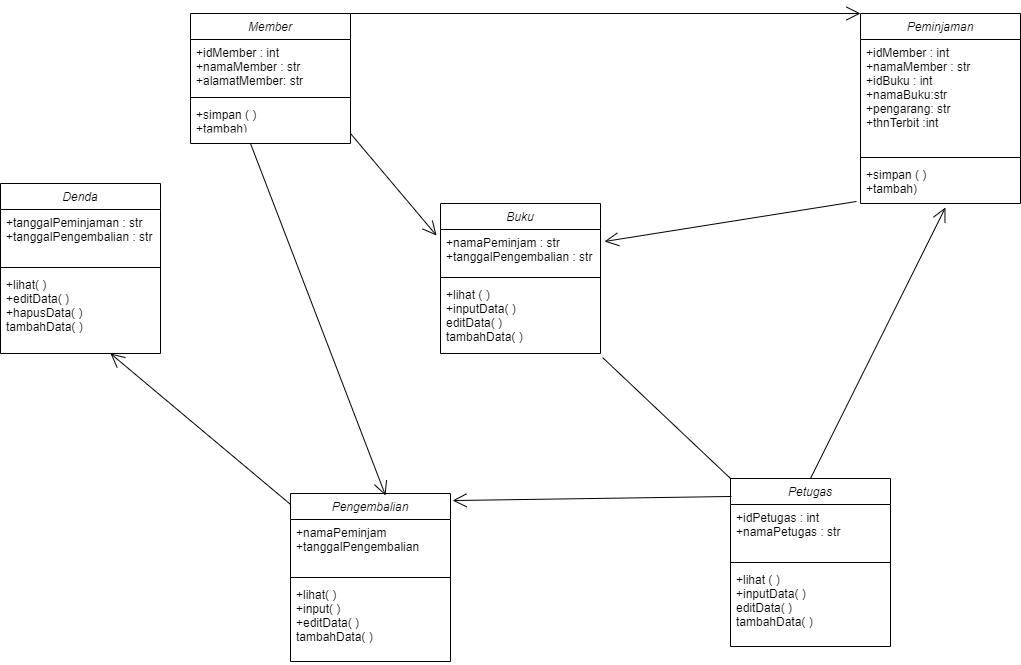 Member
+idMember : int
+namaMember : str
+alamatMember: str
+simpan ( )
+tambah)
Peminjaman
+idMember : int
+namaMember : str
+idBuku : int
+namaBuku:str
+pengarang: str
+thnTerbit :int
+simpan ( )
+tambah)
Denda
+tanggalPeminjaman : str
+tanggalPengembalian : str
+lihat( )
+editData( )
+hapusData( )
tambahData( )
Buku
+namaPeminjam : str
+tanggalPengembalian : str
+lihat ( )
+inputData( )
editData( )
tambahData( )
Pengembalian
+namaPeminjam
+tanggalPengembalian
+lihat( )
+input( )
+editData( )
tambahData( )
Petugas
+idPetugas : int
+namaPetugas : str
+lihat ( )
+inputData( )
editData( )
tambahData( )